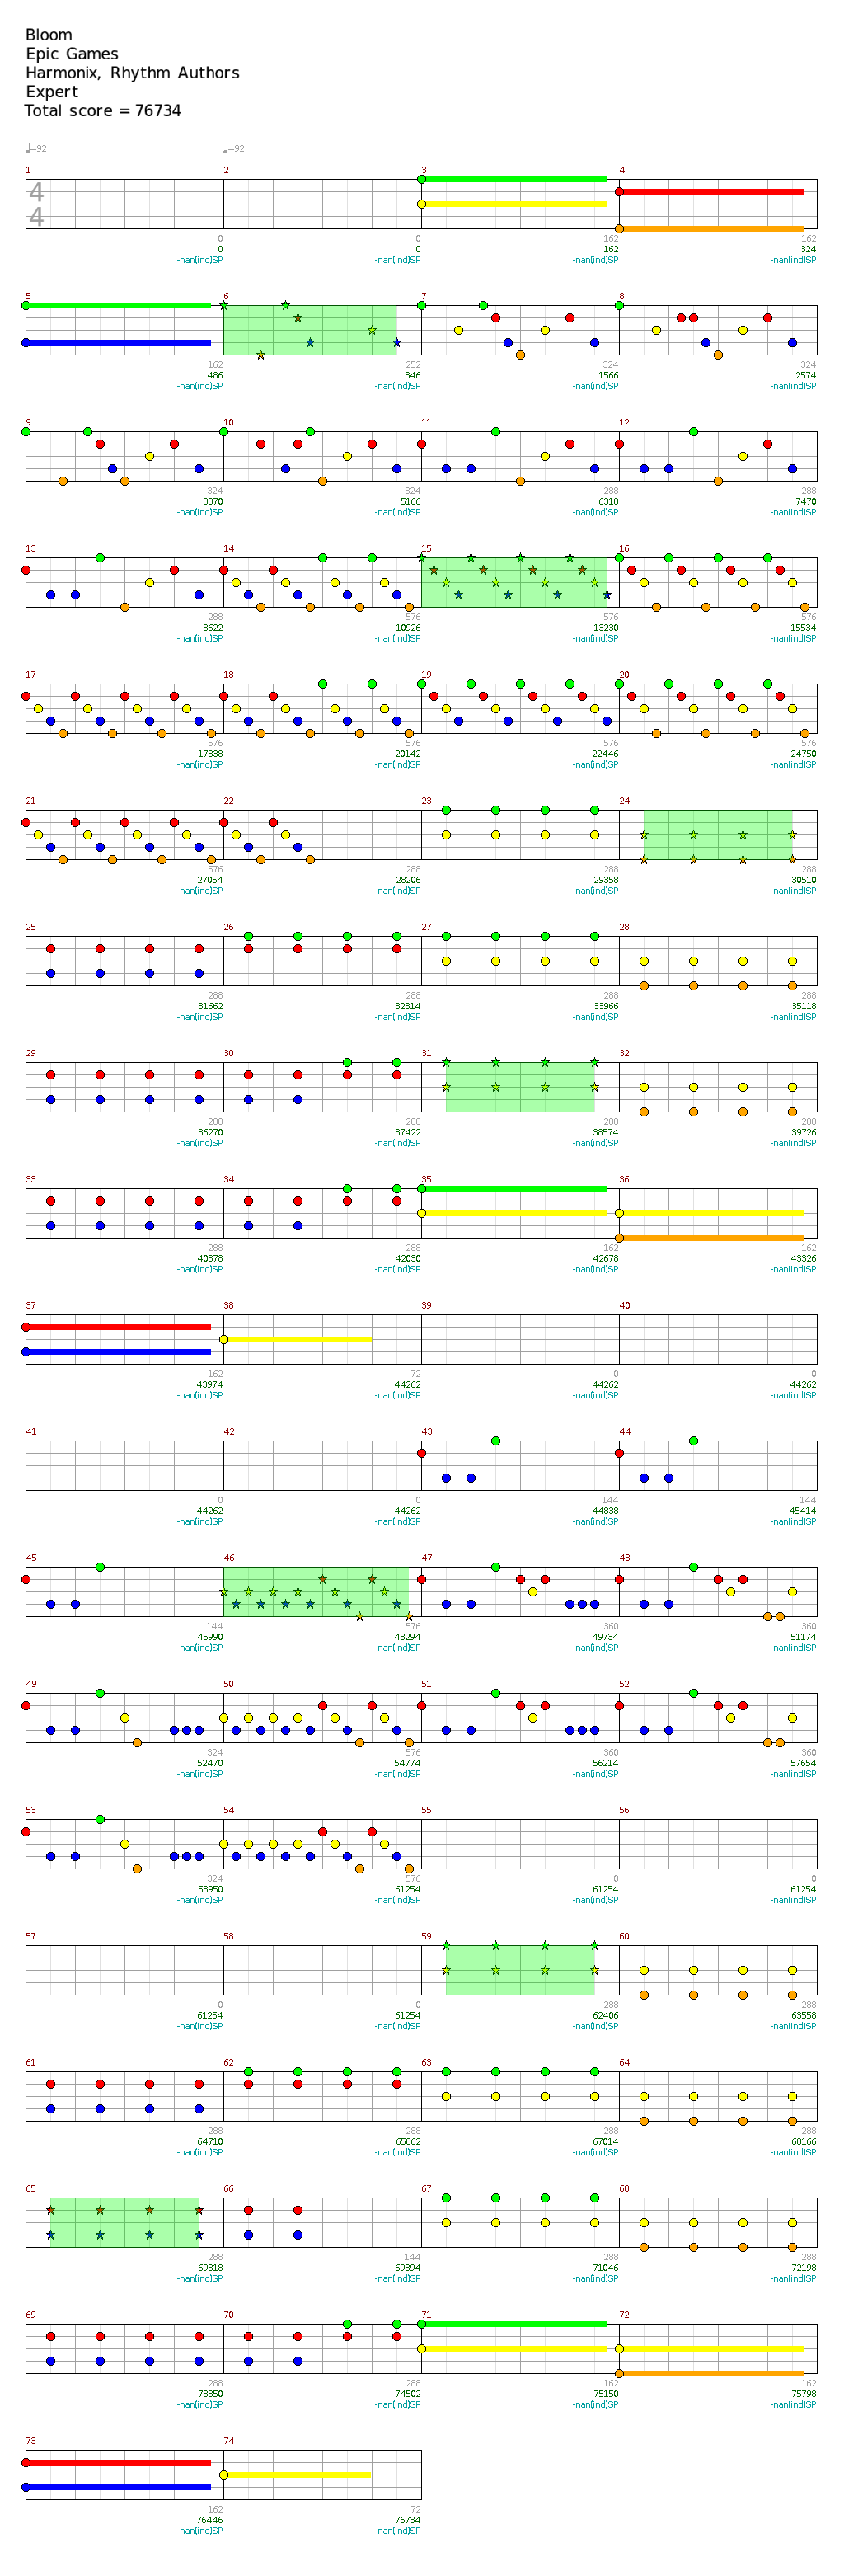 Bloom
Epic Games
Harmonix, Rhythm Authors
Expert
Total score = 76734
♩=92 ♩=92
1 2 3 4
4
4
0 0 162 162
0 0 162 324
-nan(ind)SP -nan(ind)SP -nan(ind)SP -nan(ind)SP
5 6 7 8
162 252 324 324
486 846 1566 2574
-nan(ind)SP -nan(ind)SP -nan(ind)SP -nan(ind)SP
9 10 11 12
324 324 288 288
3870 5166 6318 7470
-nan(ind)SP -nan(ind)SP -nan(ind)SP -nan(ind)SP
13 14 15 16
288 576 576 576
8622 10926 13230 15534
-nan(ind)SP -nan(ind)SP -nan(ind)SP -nan(ind)SP
17 18 19 20
576 576 576 576
17838 20142 22446 24750
-nan(ind)SP -nan(ind)SP -nan(ind)SP -nan(ind)SP
21 22 23 24
576 288 288 288
27054 28206 29358 30510
-nan(ind)SP -nan(ind)SP -nan(ind)SP -nan(ind)SP
25 26 27 28
288 288 288 288
31662 32814 33966 35118
-nan(ind)SP -nan(ind)SP -nan(ind)SP -nan(ind)SP
29 30 31 32
288 288 288 288
36270 37422 38574 39726
-nan(ind)SP -nan(ind)SP -nan(ind)SP -nan(ind)SP
33 34 35 36
288 288 162 162
40878 42030 42678 43326
-nan(ind)SP -nan(ind)SP -nan(ind)SP -nan(ind)SP
37 38 39 40
162 72 0 0
43974 44262 44262 44262
-nan(ind)SP -nan(ind)SP -nan(ind)SP -nan(ind)SP
41 42 43 44
0 0 144 144
44262 44262 44838 45414
-nan(ind)SP -nan(ind)SP -nan(ind)SP -nan(ind)SP
45 46 47 48
144 576 360 360
45990 48294 49734 51174
-nan(ind)SP -nan(ind)SP -nan(ind)SP -nan(ind)SP
49 50 51 52
324 576 360 360
52470 54774 56214 57654
-nan(ind)SP -nan(ind)SP -nan(ind)SP -nan(ind)SP
53 54 55 56
324 576 0 0
58950 61254 61254 61254
-nan(ind)SP -nan(ind)SP -nan(ind)SP -nan(ind)SP
57 58 59 60
0 0 288 288
61254 61254 62406 63558
-nan(ind)SP -nan(ind)SP -nan(ind)SP -nan(ind)SP
61 62 63 64
288 288 288 288
64710 65862 67014 68166
-nan(ind)SP -nan(ind)SP -nan(ind)SP -nan(ind)SP
65 66 67 68
288 144 288 288
69318 69894 71046 72198
-nan(ind)SP -nan(ind)SP -nan(ind)SP -nan(ind)SP
69 70 71 72
288 288 162 162
73350 74502 75150 75798
-nan(ind)SP -nan(ind)SP -nan(ind)SP -nan(ind)SP
73 74
162 72
76446 76734
-nan(ind)SP -nan(ind)SP